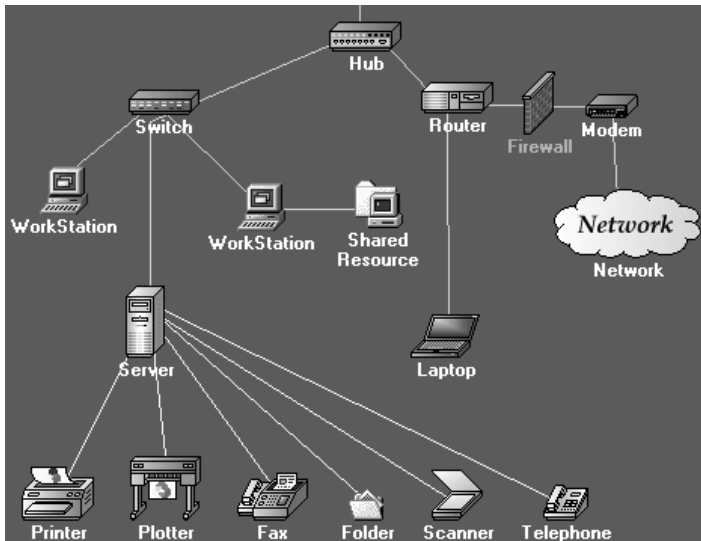 Hub
Switch
Router
Firewall
Modem
WorkStation
WorkStation
Shared
Resource
Network
Network
Server
Laptop
Printer
Plotter
Fax
Folder
Scanner
Telephone